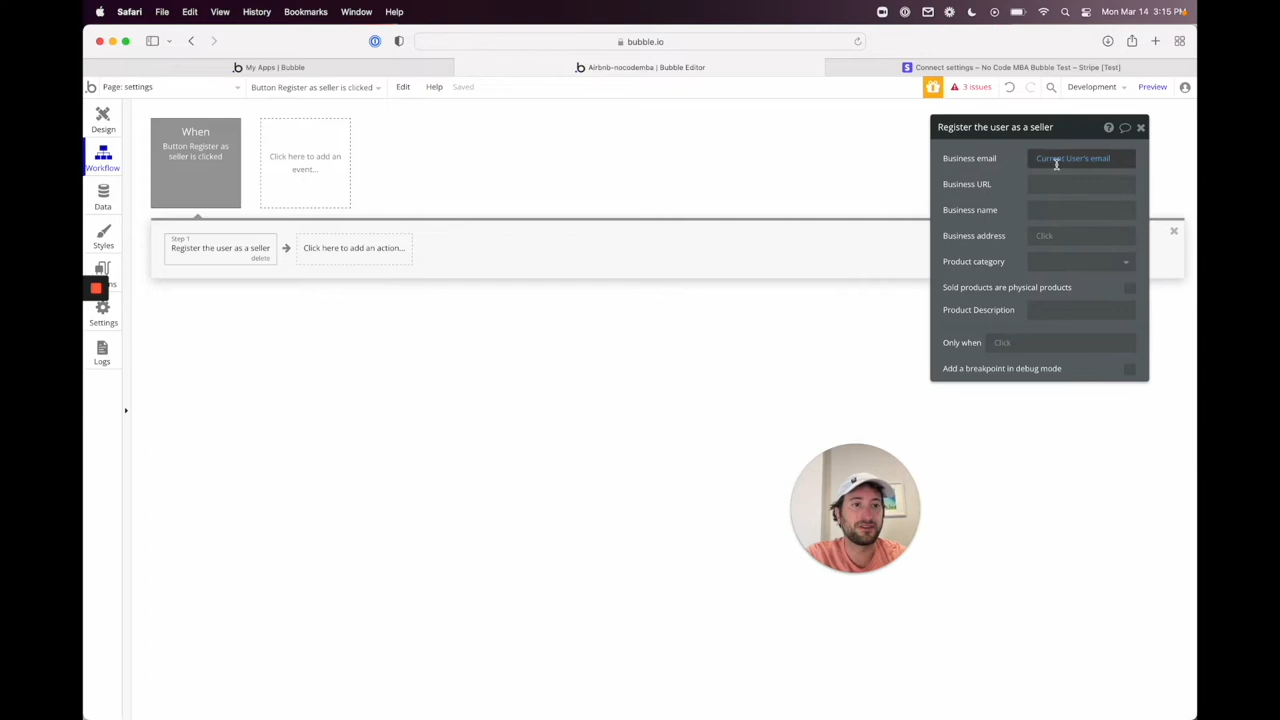 Safari File Edit View History Bookmarks Window Help
Mon Mar 14 3:15 PM
bubble.io
My Apps | Bubble
Airbnb-nocodemba | Bubble Editor
Connect settings – No Code MBA Bubble Test – Stripe [Test]
Page: settings
Button Register as seller is clicked
Edit
Help
Saved
3 issues
Development
Preview
Design
Workflow
Data
Styles
Settings
Logs
When
Button Register as
seller is clicked
Click here to add an
event...
Step 1
Register the user as a seller
delete
Click here to add an action...
Register the user as a seller
Business email
Current User's email
Business URL
Business name
Business address
Click
Product category
Sold products are physical products
Product Description
Only when
Click
Add a breakpoint in debug mode